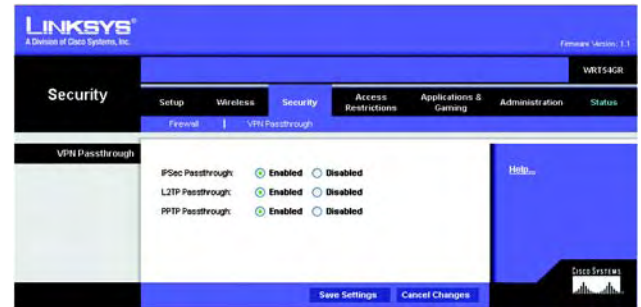 LINKSYS®
A Division of Cisco Systems, Inc.
Firmware Version: 1.1
WRT54GR
Security
Setup Wireless Security Access Restrictions Applications & Gaming Administration Status
Firewall | VPN Passthrough
VPN Passthrough
IPSec Passthrough: Enabled Disabled
L2TP Passthrough: Enabled Disabled
PPTP Passthrough: Enabled Disabled
Help...
Save Settings Cancel Changes
CISCO SYSTEMS